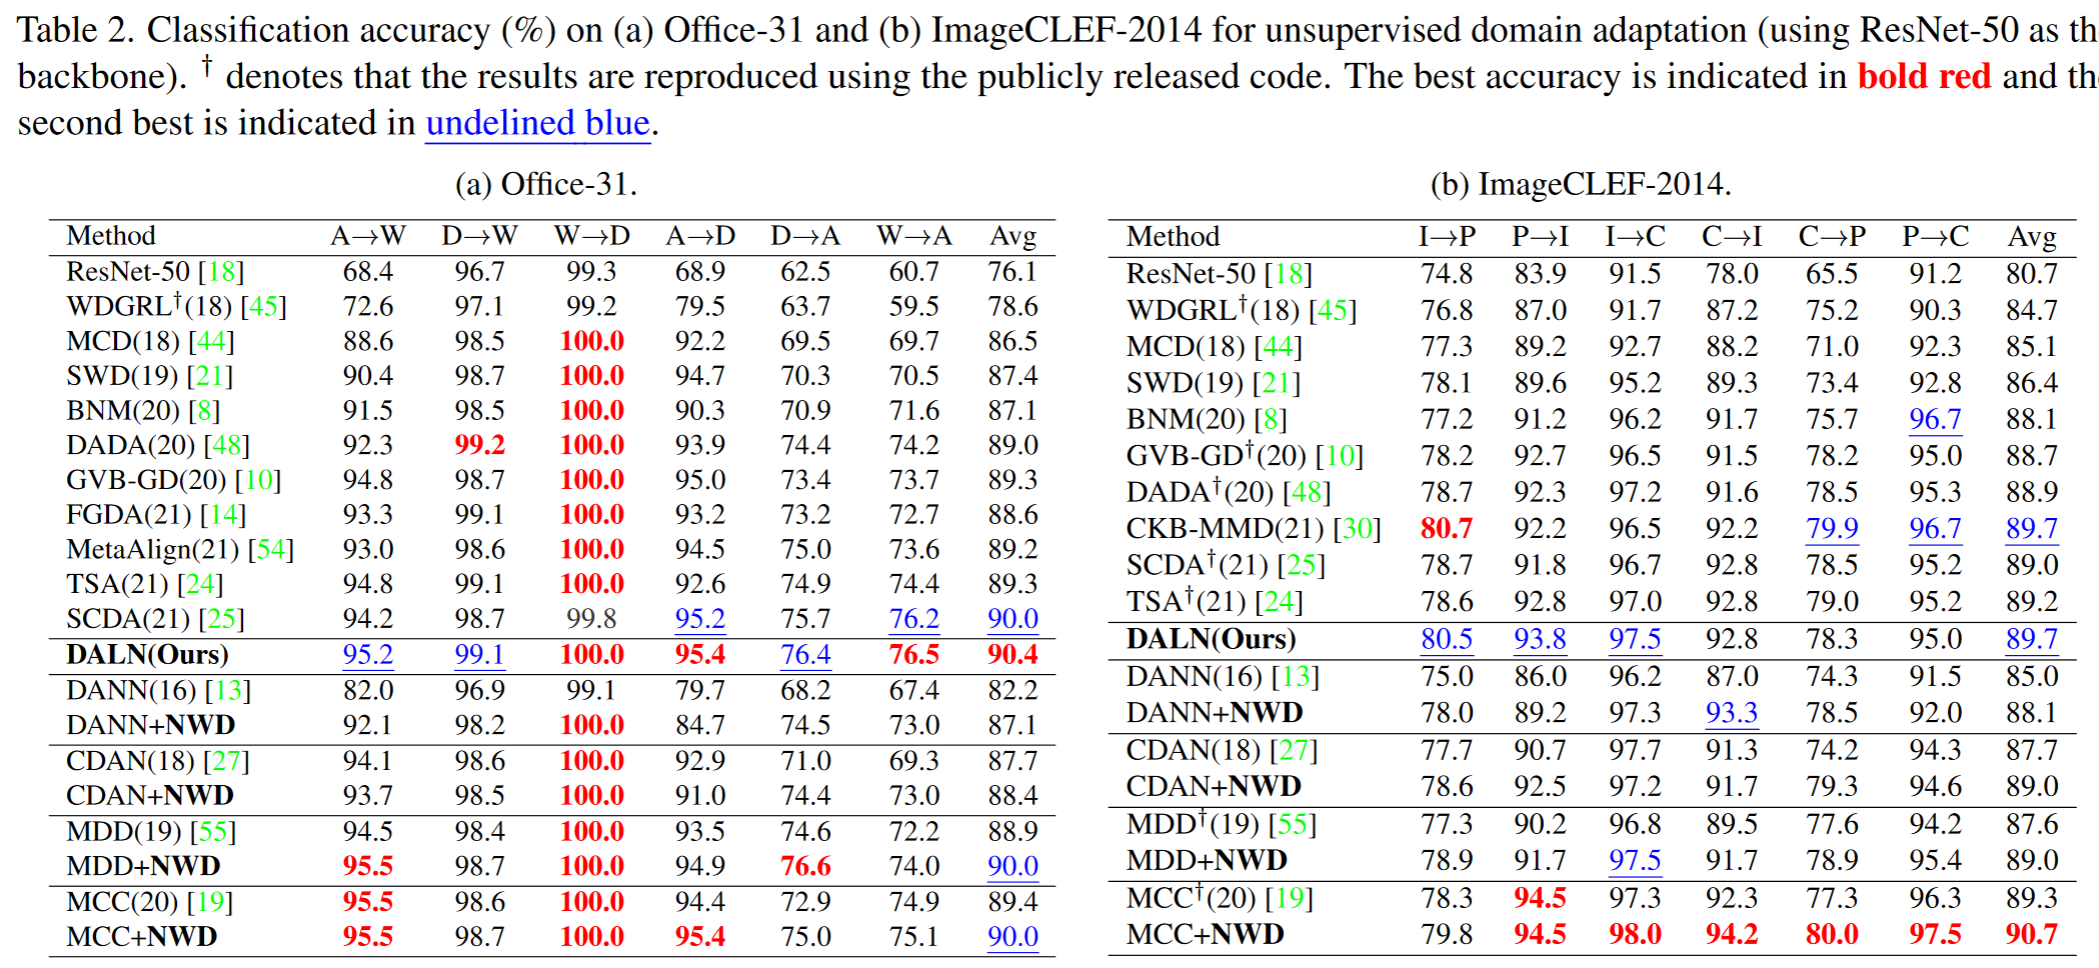 Table 2. Classification accuracy (%) on (a) Office-31 and (b) ImageCLEF-2014 for unsupervised domain adaptation (using ResNet-50 as
backbone). † denotes that the results are reproduced using the publicly released code. The best accuracy is indicated in bold red and
second best is indicated in undelined blue.
(a) Office-31.
Method A→W D→W W→D A→D D→A W→A Avg
ResNet-50 [18] 68.4 96.7 99.3 68.9 62.5 60.7 76.1
WDGRL†(18) [45] 72.6 97.1 99.2 79.5 63.7 59.5 78.6
MCD(18) [44] 88.6 98.5 100.0 92.2 69.5 69.7 86.5
SWD(19) [21] 90.4 98.7 100.0 94.7 70.3 70.5 87.4
BNM(20) [8] 91.5 98.5 100.0 90.3 70.9 71.6 87.1
DADA(20) [48] 92.3 99.2 100.0 93.9 74.4 74.2 89.0
GVB-GD(20) [10] 94.8 98.7 100.0 95.0 73.4 73.7 89.3
FGDA(21) [14] 93.3 99.1 100.0 93.2 73.2 72.7 88.6
MetaAlign(21) [54] 93.0 98.6 100.0 94.5 75.0 73.6 89.2
TSA(21) [24] 94.8 99.1 100.0 92.6 74.9 74.4 89.3
SCDA(21) [25] 94.2 98.7 99.8 95.2 75.7 76.2 90.0
DALN(Ours) 95.2 99.1 100.0 95.4 76.4 76.5 90.4
DANN(16) [13] 82.0 96.9 99.1 79.7 68.2 67.4 82.2
DANN+NWD 92.1 98.2 100.0 84.7 74.5 73.0 87.1
CDAN(18) [27] 94.1 98.6 100.0 92.9 71.0 69.3 87.7
CDAN+NWD 93.7 98.5 100.0 91.0 74.4 73.0 88.4
MDD(19) [55] 94.5 98.4 100.0 93.5 74.6 72.2 88.9
MDD+NWD 95.5 98.7 100.0 94.9 76.6 74.0 90.0
MCC(20) [19] 95.5 98.6 100.0 94.4 72.9 74.9 89.4
MCC+NWD 95.5 98.7 100.0 95.4 75.0 75.1 90.0
(b) ImageCLEF-2014.
Method I→P P→I I→C C→I C→P P→C Avg
ResNet-50 [18] 74.8 83.9 91.5 78.0 65.5 91.2 80.7
WDGRL†(18) [45] 76.8 87.0 91.7 87.2 75.2 90.3 84.7
MCD(18) [44] 77.3 89.2 92.7 88.2 71.0 92.3 85.1
SWD(19) [21] 78.1 89.6 95.2 89.3 73.4 92.8 86.4
BNM(20) [8] 77.2 91.2 96.2 91.7 75.7 96.7 88.1
GVB-GD†(20) [10] 78.2 92.7 96.5 91.5 78.2 95.0 88.7
DADA†(20) [48] 78.7 92.3 97.2 91.6 78.5 95.3 88.9
CKB-MMD(21) [30] 80.7 92.2 96.5 92.2 79.9 96.7 89.7
SCDA†(21) [25] 78.7 91.8 96.7 92.8 78.5 95.2 89.0
TSA†(21) [24] 78.6 92.8 97.0 92.8 79.0 95.2 89.2
DALN(Ours) 80.5 93.8 97.5 92.8 78.3 95.0 89.7
DANN(16) [13] 75.0 86.0 96.2 87.0 74.3 91.5 85.0
DANN+NWD 78.0 89.2 97.3 93.3 78.5 92.0 88.1
CDAN(18) [27] 77.7 90.7 97.7 91.3 74.2 94.3 87.7
CDAN+NWD 78.6 92.5 97.2 91.7 79.3 94.6 89.0
MDD†(19) [55] 77.3 90.2 96.8 89.5 77.6 94.2 87.6
MDD+NWD 78.9 91.7 97.5 91.7 78.9 95.4 89.0
MCC†(20) [19] 78.3 94.5 97.3 92.3 77.3 96.3 89.3
MCC+NWD 79.8 94.5 98.0 94.2 80.0 97.5 90.7